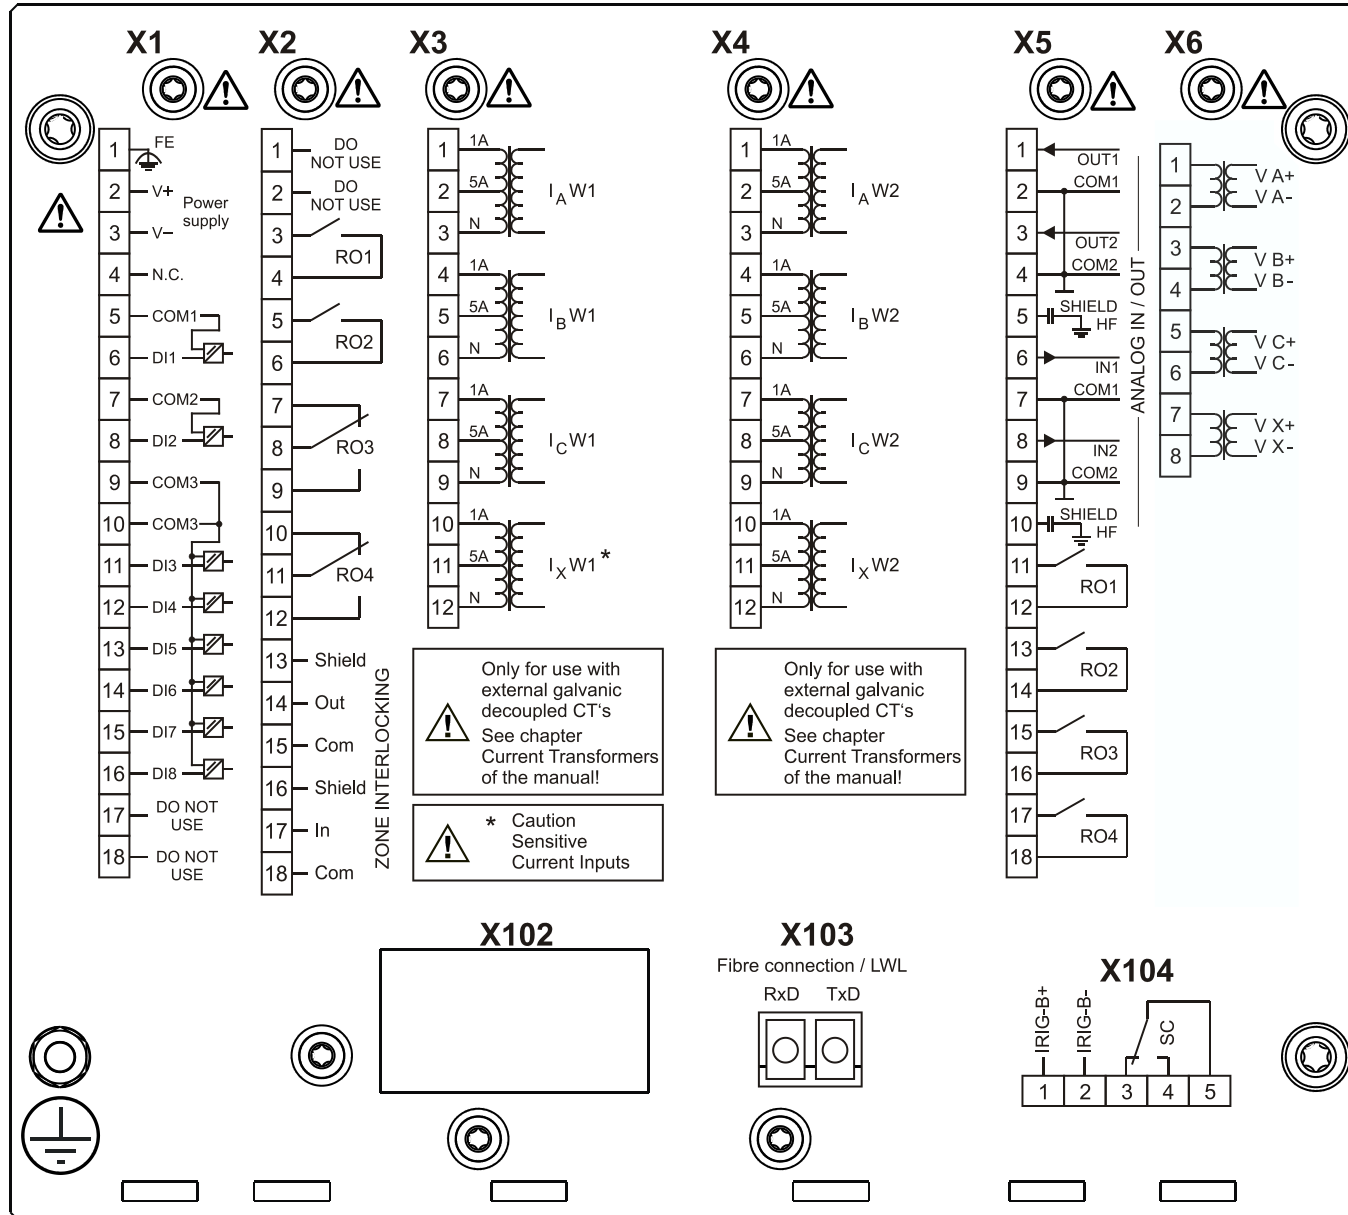 X1
1
FE
2
V+
Power
supply
3
V–
4
N.C.
5
COM1
6
DI1
7
COM2
8
DI2
9
COM3
10
COM3
11
DI3
12
DI4
13
DI5
14
DI6
15
DI7
16
DI8
17
DO NOT
USE
18
DO NOT
USE
X2
1
DO
NOT USE
2
DO
NOT USE
3
RO1
4
5
RO2
6
7
8
RO3
9
10
11
RO4
12
13
Shield
14
Out
15
Com
16
Shield
17
In
18
Com
ZONE INTERLOCKING
X3
1
1A
2
5A
IAW1
3
N
4
1A
5
5A
IBW1
6
N
7
1A
8
5A
ICW1
9
N
10
1A
11
5A
IXW1*
12
N
Only for use with
external galvanic
decoupled CT‘s
See chapter
Current Transformers
of the manual!
* Caution
Sensitive
Current Inputs
X4
1
1A
2
5A
IAW2
3
N
4
1A
5
5A
IBW2
6
N
7
1A
8
5A
ICW2
9
N
10
1A
11
5A
IXW2
12
N
Only for use with
external galvanic
decoupled CT‘s
See chapter
Current Transformers
of the manual!
X5
1
OUT1
2
COM1
3
OUT2
4
COM2
5
SHIELD
HF
6
IN1
7
COM1
8
IN2
9
COM2
10
SHIELD
HF
ANALOG IN / OUT
11
RO1
12
13
RO2
14
15
RO3
16
17
RO4
18
X6
1
V A+
2
V A-
3
V B+
4
V B-
5
V C+
6
V C-
7
V X+
8
V X-
X102
X103
Fibre connection / LWL
RxD TxD
X104
IRIG-B+
IRIG-B-
SC
1 2 3 4 5